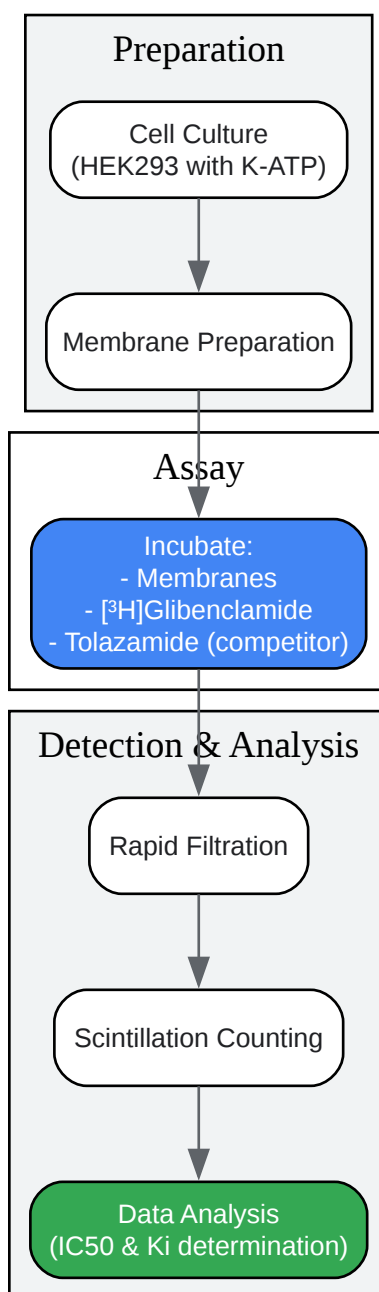 Preparation
Cell Culture
(HEK293 with K-ATP)
Membrane Preparation
Assay
Incubate:
- Membranes
- [³H]Glibenclamide
- Tolazamide (competitor)
Detection & Analysis
Rapid Filtration
Scintillation Counting
Data Analysis
(IC50 & Ki determination)